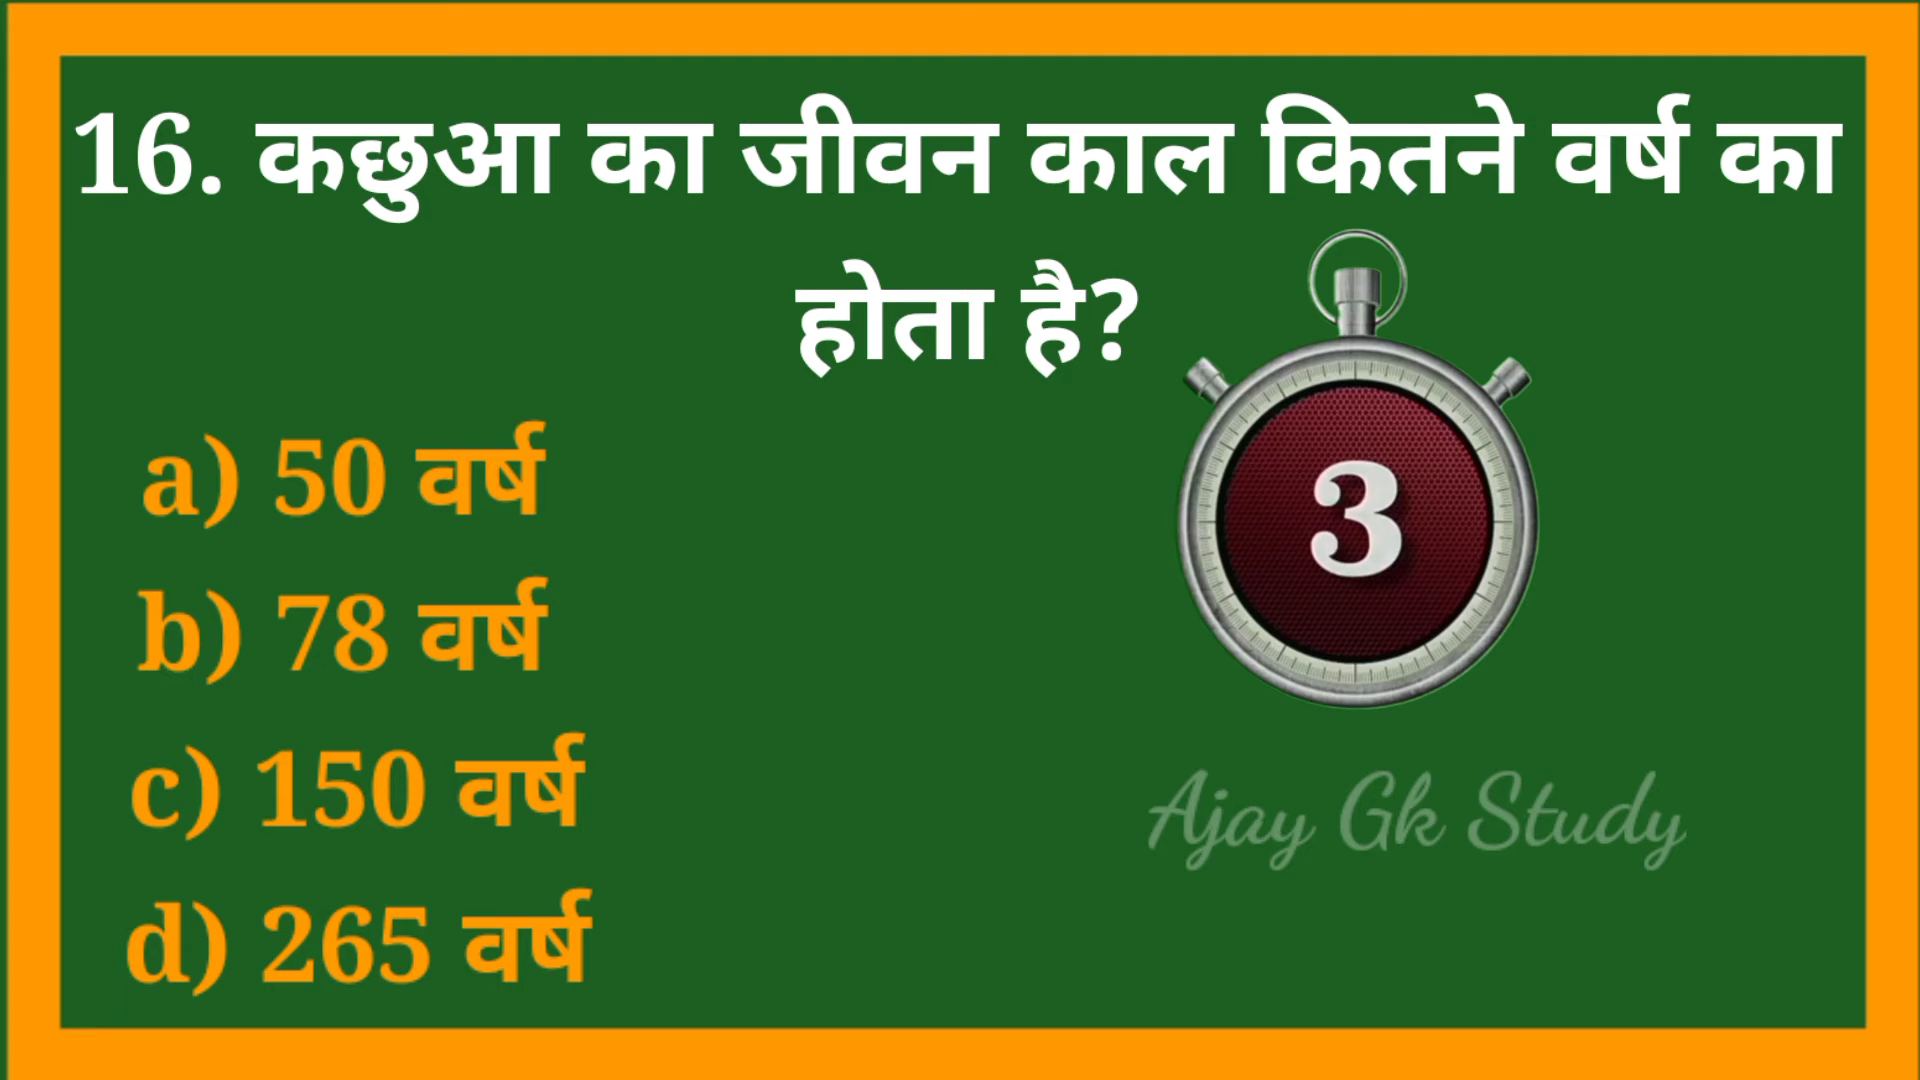 16. कछुआ का जीवन काल कितने वर्ष का
होता है?
a) 50 वर्ष
b) 78 वर्ष
3
c) 150 वर्ष
Ajay Gk Study
d) 265 वर्ष